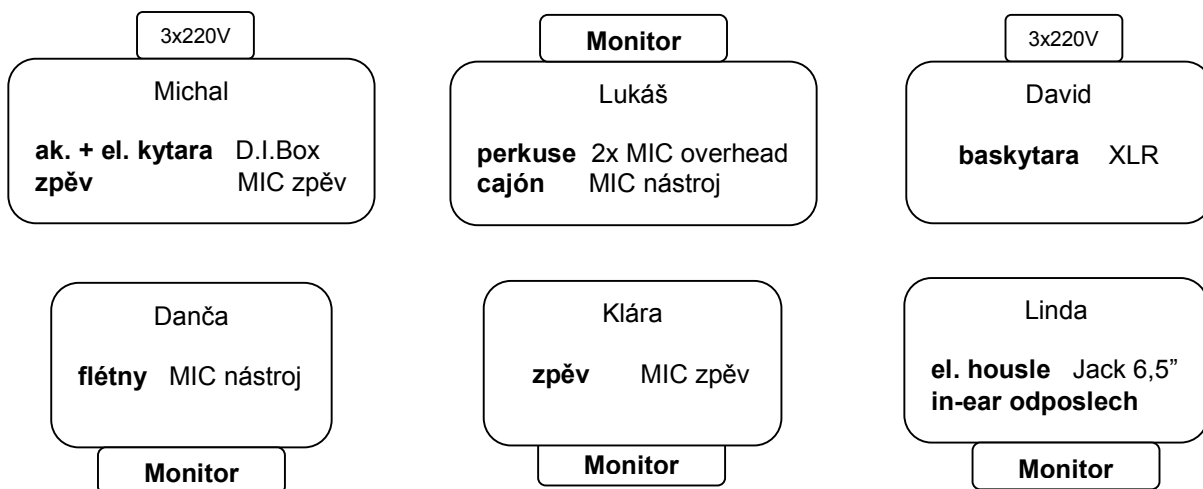 3x220V
Michal
ak. + el. kytara D.I.Box
zpěv MIC zpěv
Monitor
Lukáš
perkuse 2x MIC overhead
cajón MIC nástroj
3x220V
David
baskytara XLR
Danča
flétny MIC nástroj
Monitor
Klára
zpěv MIC zpěv
Monitor
Linda
el. housle Jack 6,5”
in-ear odposlech
Monitor